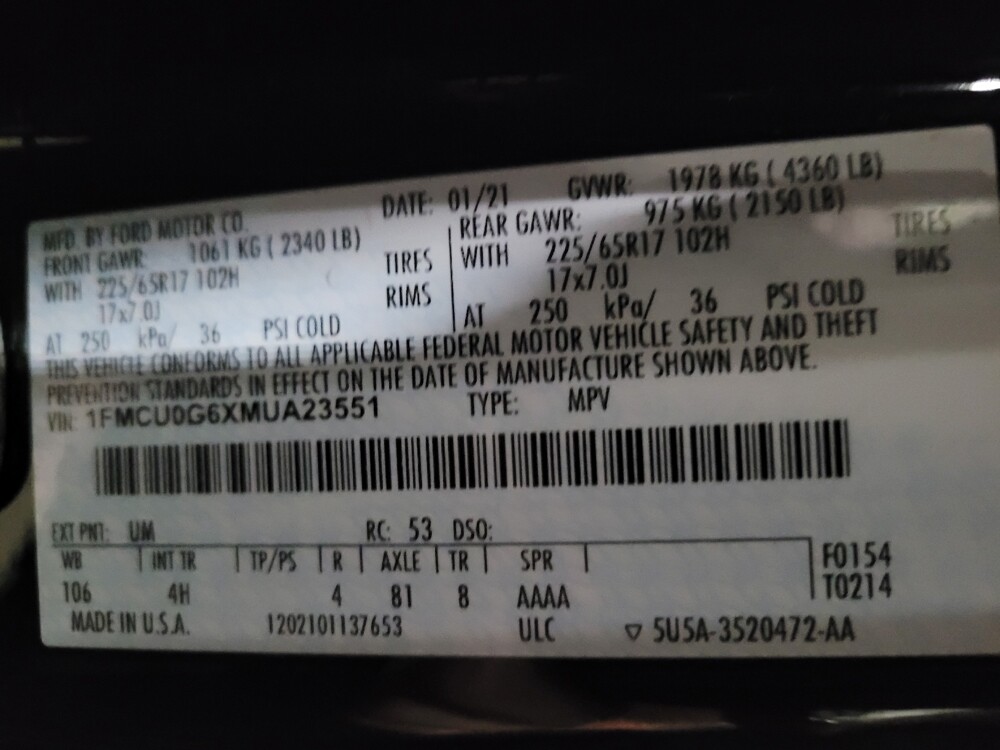 MFD. BY FORD MOTOR CO. DATE: 01/21 GVWR: 1978 KG ( 4360 LB)
FRONT GAWR: 1061 KG ( 2340 LB) REAR GAWR: 975 KG ( 2150 LB)
WITH 225/65R17 102H TIRES WITH 225/65R17 102H TIRES
17x7.0J RIMS 17x7.0J RIMS
AT 250 kPa/ 36 PSI COLD AT 250 kPa/ 36 PSI COLD
THIS VEHICLE CONFORMS TO ALL APPLICABLE FEDERAL MOTOR VEHICLE SAFETY AND THEFT
PREVENTION STANDARDS IN EFFECT ON THE DATE OF MANUFACTURE SHOWN ABOVE.
VIN: 1FMCU0G6XMUA23551 TYPE: MPV
EXT PNT: UM RC: 53 DSO:
WB INT TR TP/PS R AXLE TR SPR F0154
106 4H 4 81 8 AAAA T0214
MADE IN U.S.A. 1202101137653 ULC 5U5A-3520472-AA